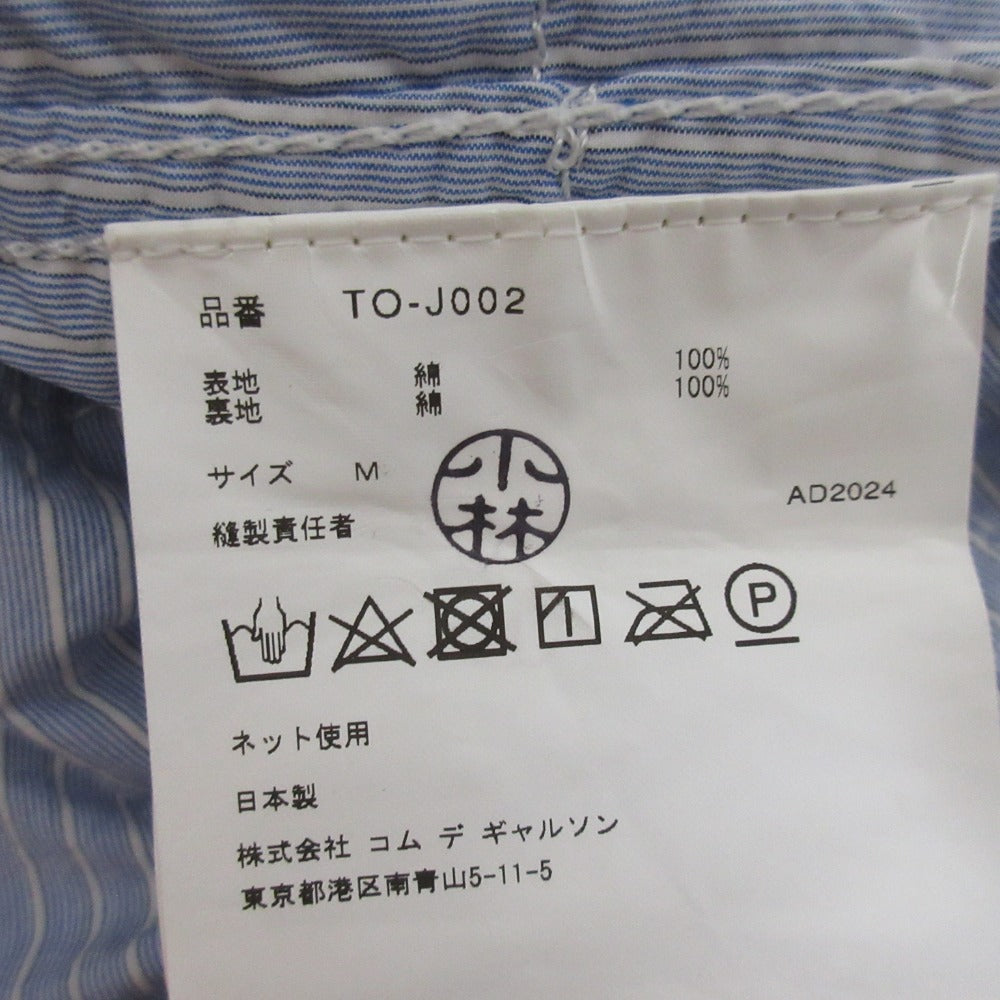 品番 TO-J002
表地 綿 100%
裏地 綿 100%
サイズ M
小林
AD2024
縫製責任者
P
ネット使用
日本製
株式会社 コム デ ギャルソン
東京都港区南青山5-11-5